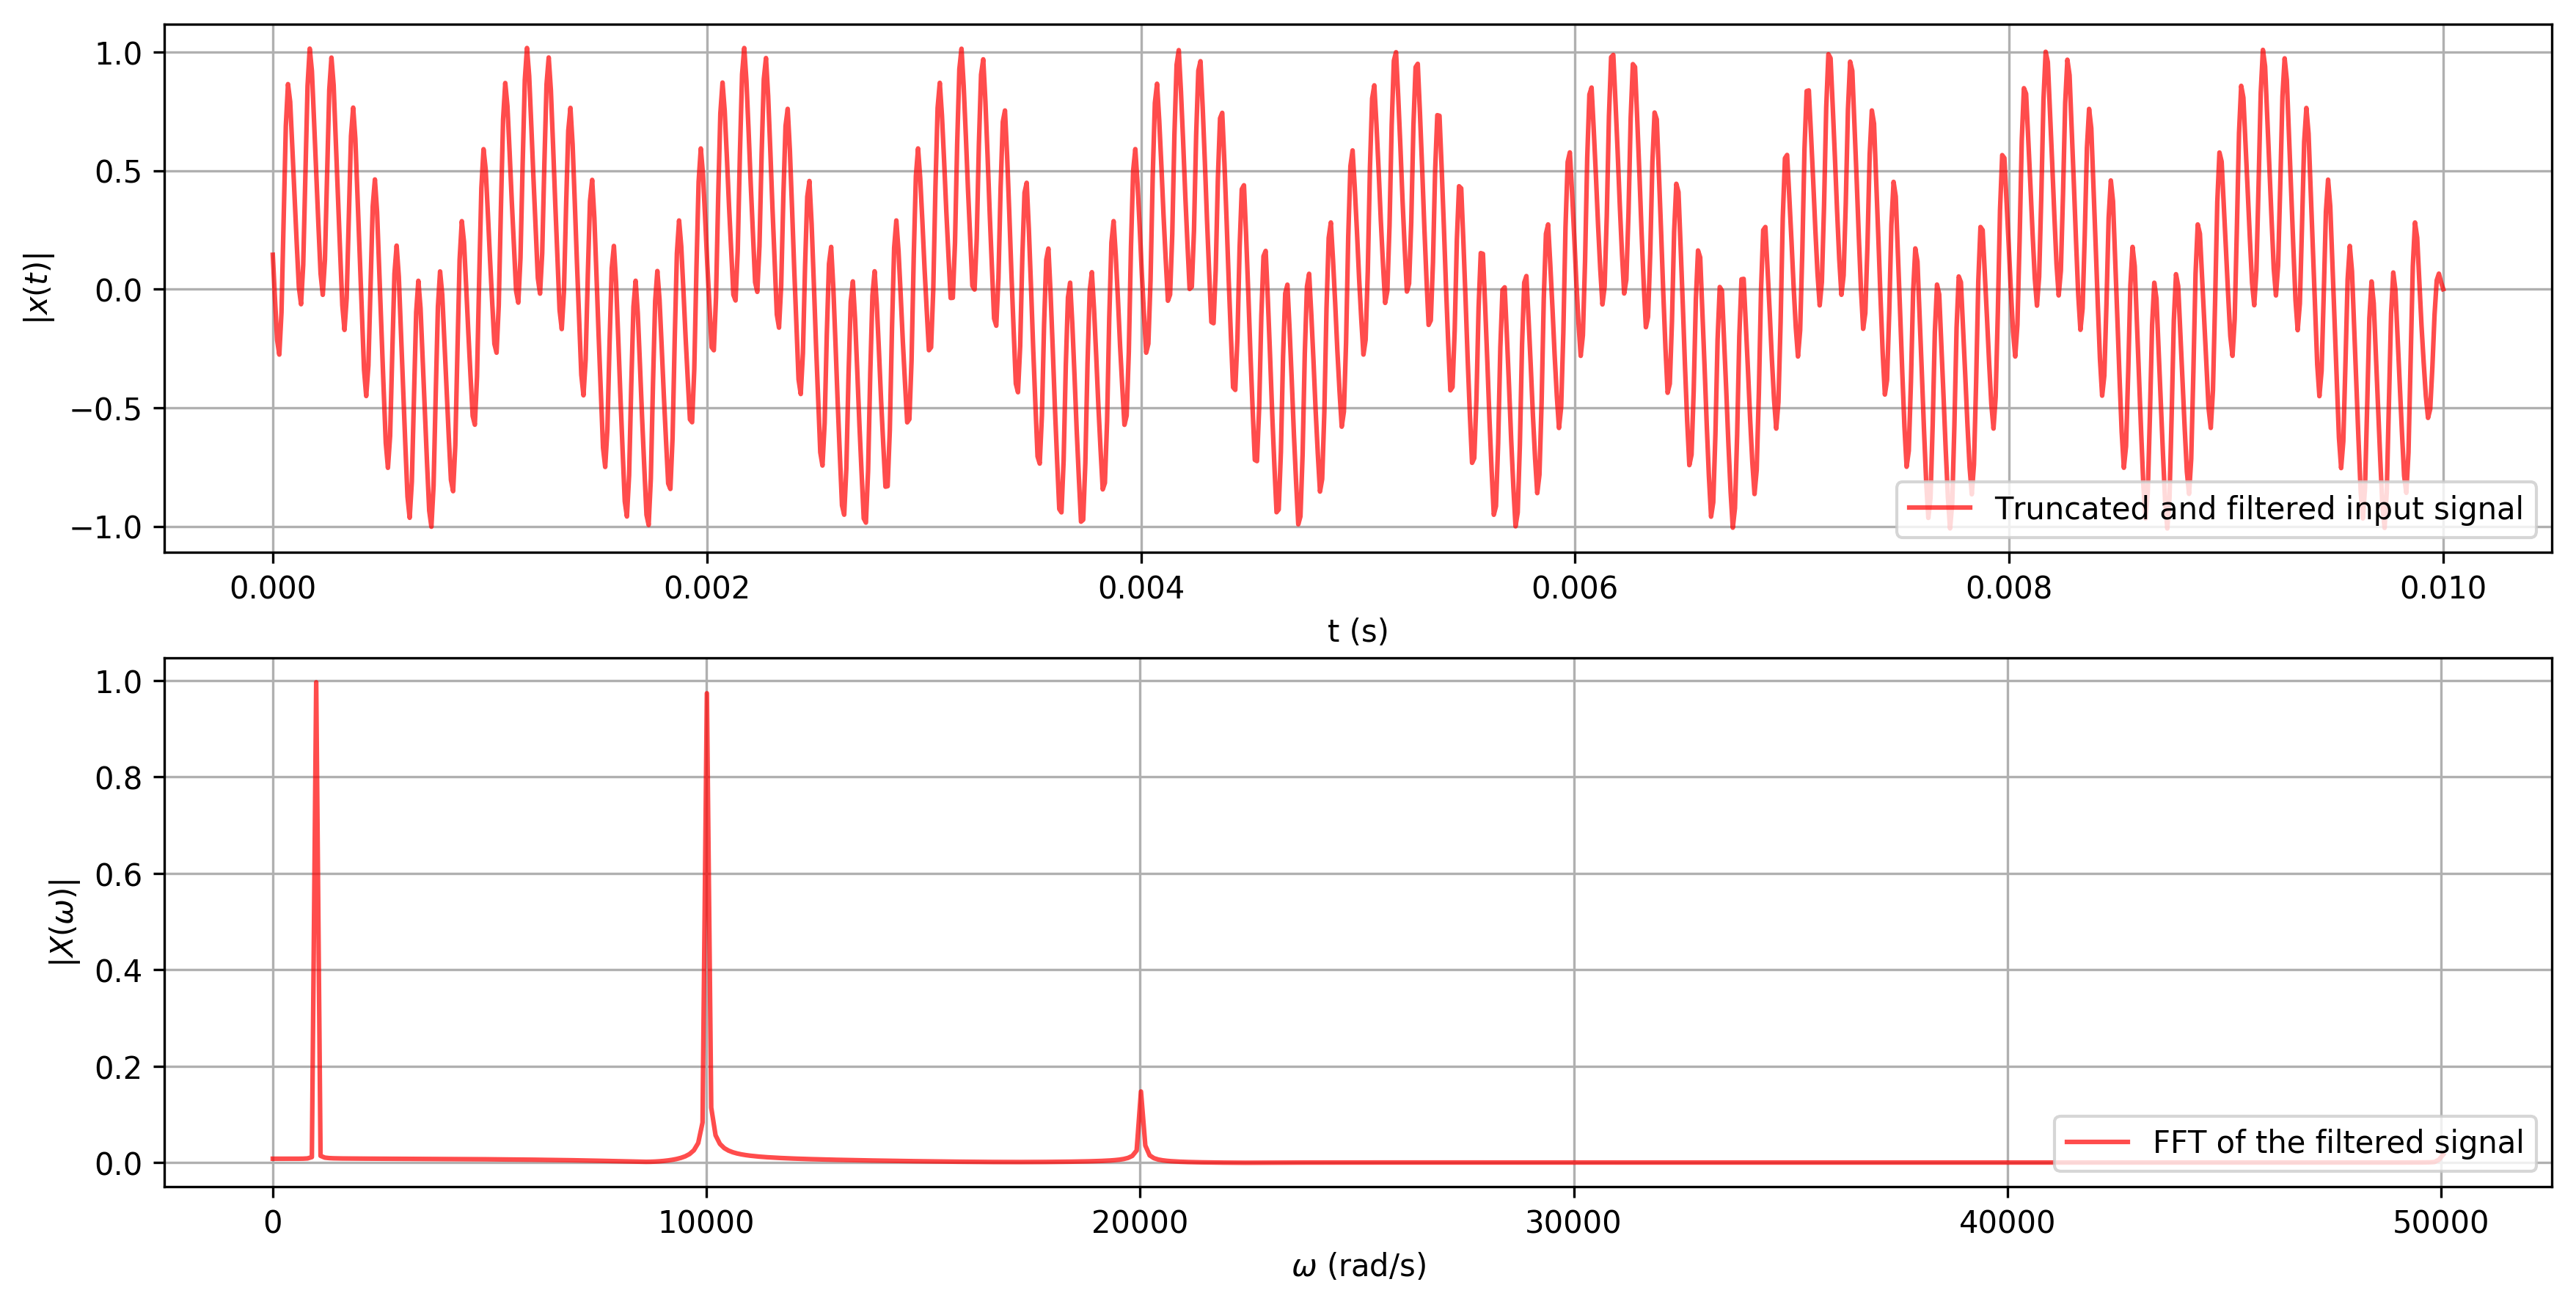 1.0
0.5
0.0
−0.5
−1.0
|x(t)|
Truncated and filtered input signal
0.000 0.002 0.004 0.006 0.008 0.010
t (s)
1.0
0.8
0.6
0.4
0.2
0.0
|X(ω)|
FFT of the filtered signal
0 10000 20000 30000 40000 50000
ω (rad/s)